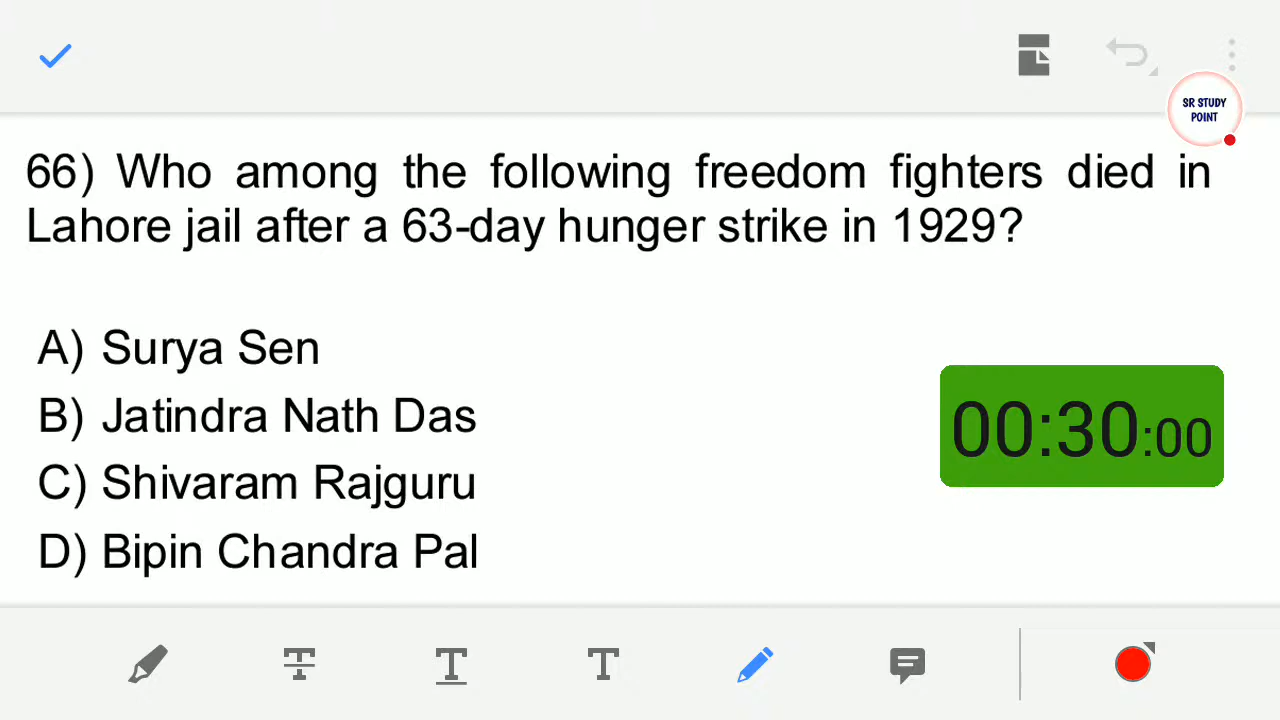 SR STUDY
POINT
66) Who among the following freedom fighters died in
Lahore jail after a 63-day hunger strike in 1929?
A) Surya Sen
B) Jatindra Nath Das
C) Shivaram Rajguru
D) Bipin Chandra Pal
00:30:00
T T T